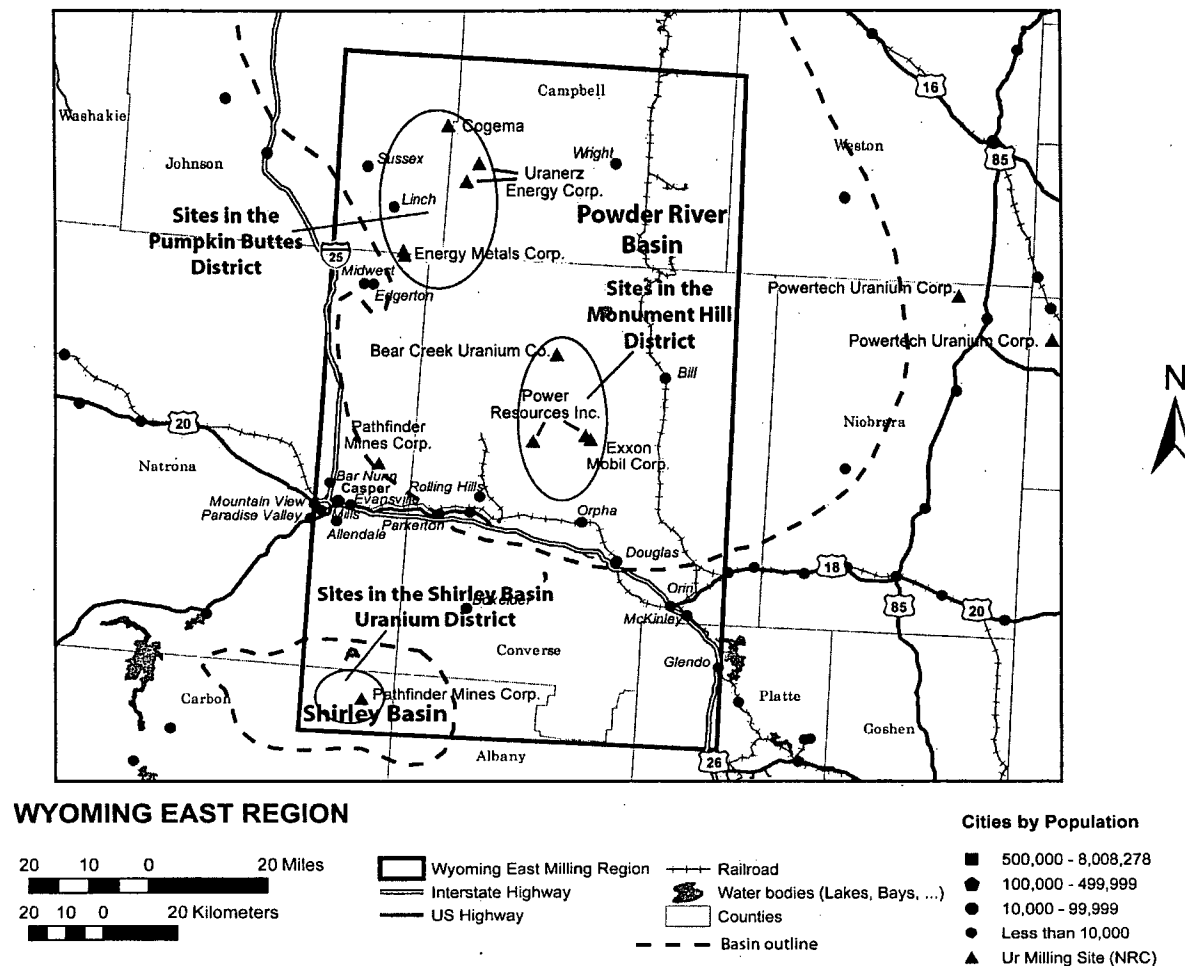 Campbell
16
Washakie
Cogema
85
Johnson
Sussex
Wright
Weston
Uranerz
Energy Corp.
Linch
Sites in the
Pumpkin Buttes
District
Powder River
Basin
25
Energy Metals Corp.
Midwest
Edgerton
Sites in the
Monument Hill
District
Powertech Uranium Corp.
Powertech Uranium Corp.
Bear Creek Uranium Co.
Bill
N
Power
Resources Inc.
20
Pathfinder
Mines Corp.
Niobrara
Exxon
Mobil Corp.
Natrona
Bar Nunn
Casper
Rolling Hills
Mountain View
Evansville
Paradise Valley
Mills
Parkerton
Orpha
Allendale
Douglas
18
Sites in the Shirley Basin
Uranium District
Orin
85
20
McKinley
Converse
Glendo
Carbon
Pathfinder Mines Corp.
Platte
Shirley Basin
Goshen
Albany
26
WYOMING EAST REGION
20 10 0 20 Miles
20 10 0 20 Kilometers
Wyoming East Milling Region
Interstate Highway
US Highway
Railroad
Water bodies (Lakes, Bays, ...)
Counties
Basin outline
Cities by Population
500,000 - 8,008,278
100,000 - 499,999
10,000 - 99,999
Less than 10,000
Ur Milling Site (NRC)